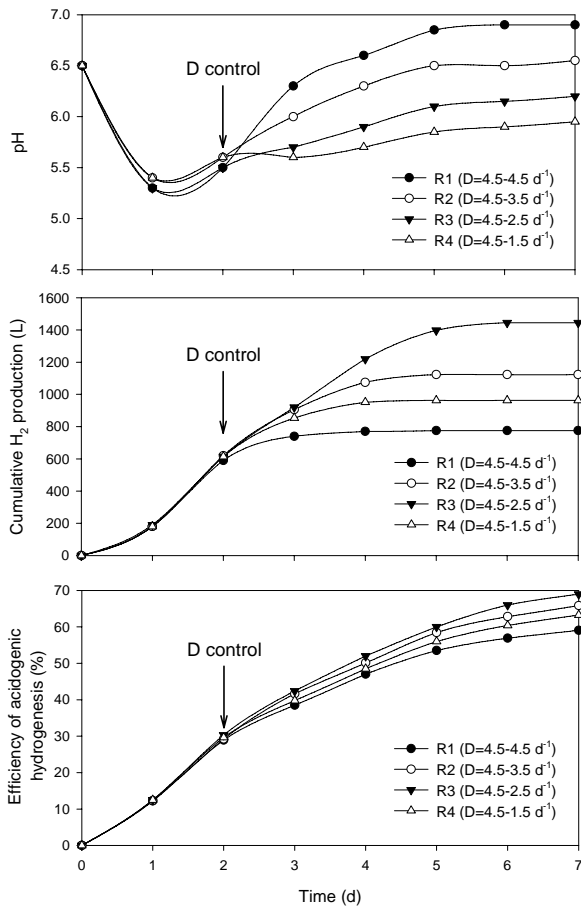 7.0
6.5
6.0
5.5
5.0
4.5
pH
D control
R1 (D=4.5-4.5 d⁻¹)
R2 (D=4.5-3.5 d⁻¹)
R3 (D=4.5-2.5 d⁻¹)
R4 (D=4.5-1.5 d⁻¹)
1600
1400
1200
1000
800
600
400
200
0
Cumulative H₂ production (L)
D control
R1 (D=4.5-4.5 d⁻¹)
R2 (D=4.5-3.5 d⁻¹)
R3 (D=4.5-2.5 d⁻¹)
R4 (D=4.5-1.5 d⁻¹)
70
60
50
40
30
20
10
0
Efficiency of acidogenic
hydrogenesis (%)
D control
R1 (D=4.5-4.5 d⁻¹)
R2 (D=4.5-3.5 d⁻¹)
R3 (D=4.5-2.5 d⁻¹)
R4 (D=4.5-1.5 d⁻¹)
0 1 2 3 4 5 6 7
Time (d)